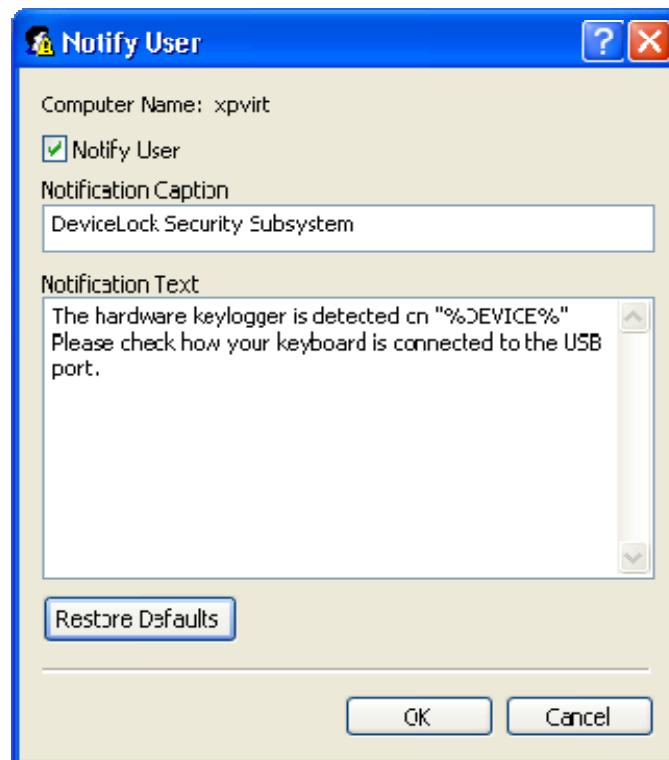 Notify User
Computer Name: xpvirt
Notify User
Notification Caption
DeviceLock Security Subsystem
Notification Text
The hardware keylogger is detected on "%DEVICE%"
Please check how your keyboard is connected to the USB
port.
Restore Defaults
OK
Cancel